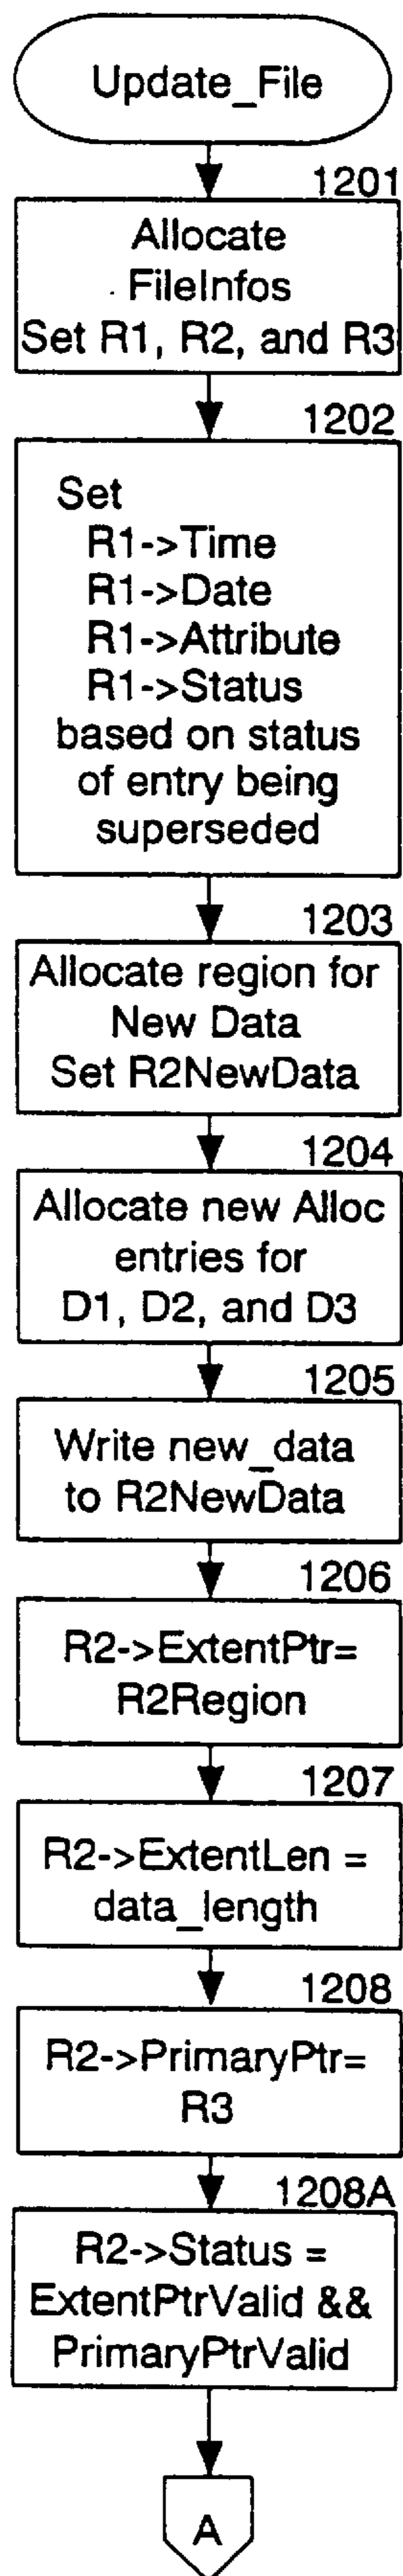 Update_File
1201
Allocate
FileInfos
Set R1, R2, and R3
1202
Set
R1->Time
R1->Date
R1->Attribute
R1->Status
based on status
of entry being
superseded
1203
Allocate region for
New Data
Set R2NewData
1204
Allocate new Alloc
entries for
D1, D2, and D3
1205
Write new_data
to R2NewData
1206
R2->ExtentPtr=
R2Region
1207
R2->ExtentLen =
data_length
1208
R2->PrimaryPtr=
R3
1208A
R2->Status =
ExtentPtrValid &&
PrimaryPtrValid
A